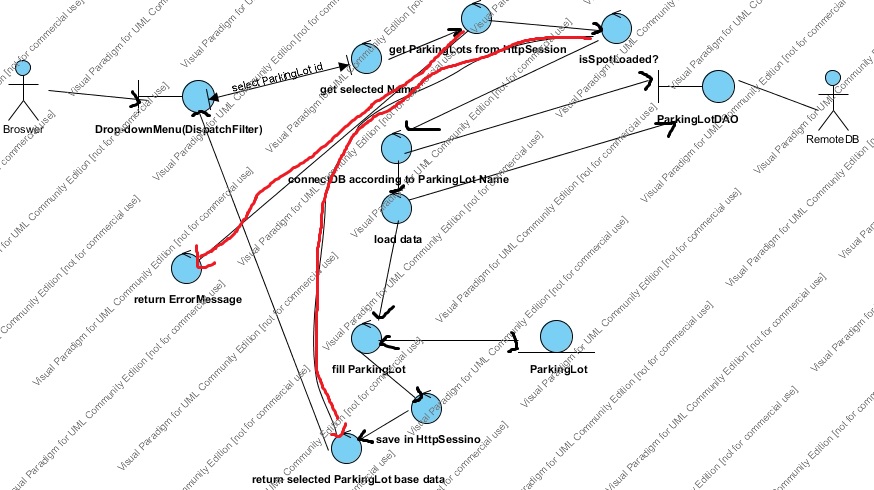 get ParkingLots from HttpSession
isSpotLoaded?
select ParkingLot id
get selected Name
Broswer
DropdownMenu(DispatchFilter)
ParkingLotDAO
RemoteDB
connectDB according to ParkingLot Name
load data
return ErrorMessage
fill ParkingLot
ParkingLot
save in HttpSessino
return selected ParkingLot base data
Visual Paradigm for UML Community Edition [not for commercial use]